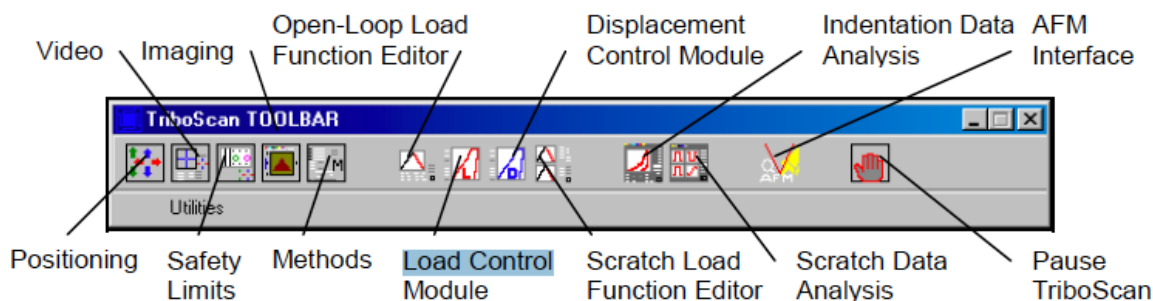 Video
Imaging
Open-Loop Load
Function Editor
Displacement
Control Module
Indentation Data
Analysis
AFM
Interface
TriboScan TOOLBAR
M
L
D
AFM
Utilities
Positioning
Safety
Limits
Methods
Load Control
Module
Scratch Load
Function Editor
Scratch Data
Analysis
Pause
TriboScan